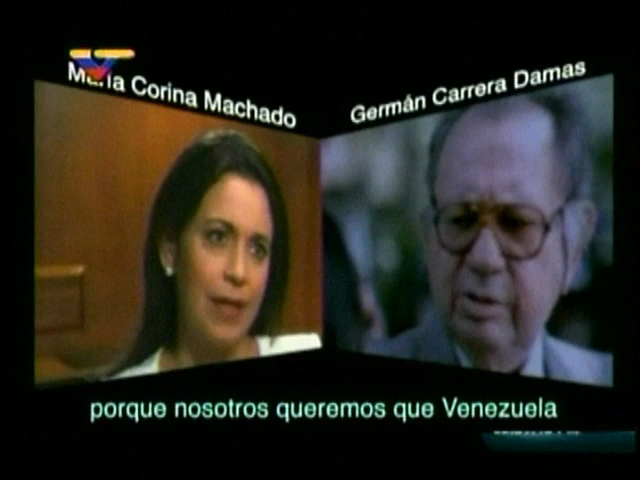 María Corina Machado
Germán Carrera Damas
porque nosotros queremos que Venezuela